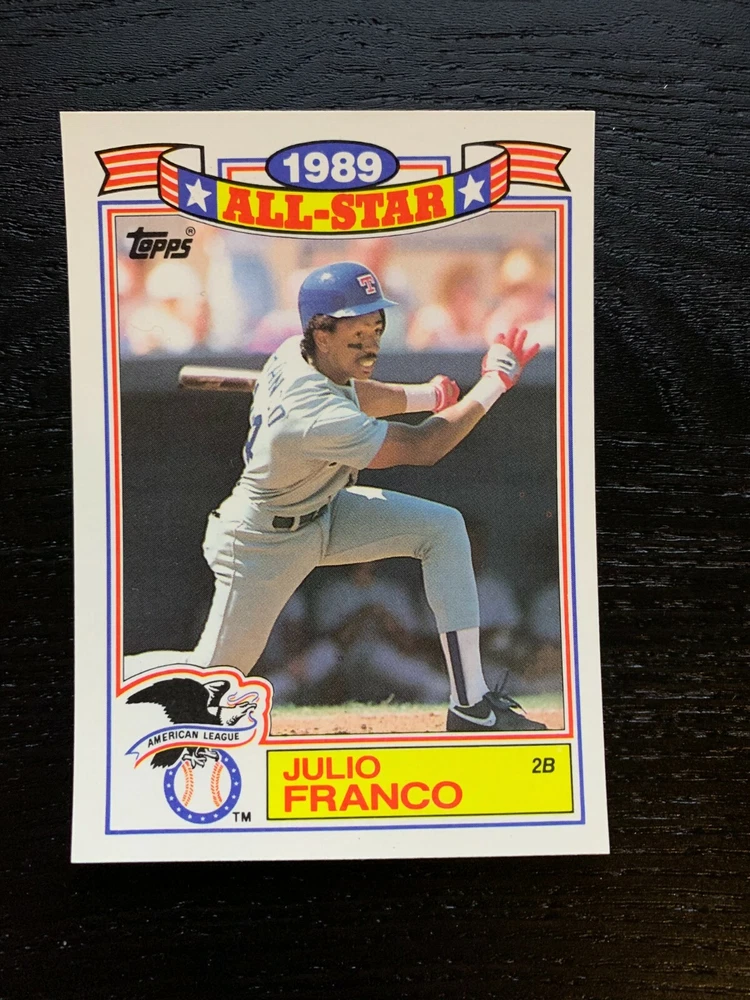 1989
ALL-STAR
topps®
T
AMERICAN LEAGUE
TM
JULIO
FRANCO
2B